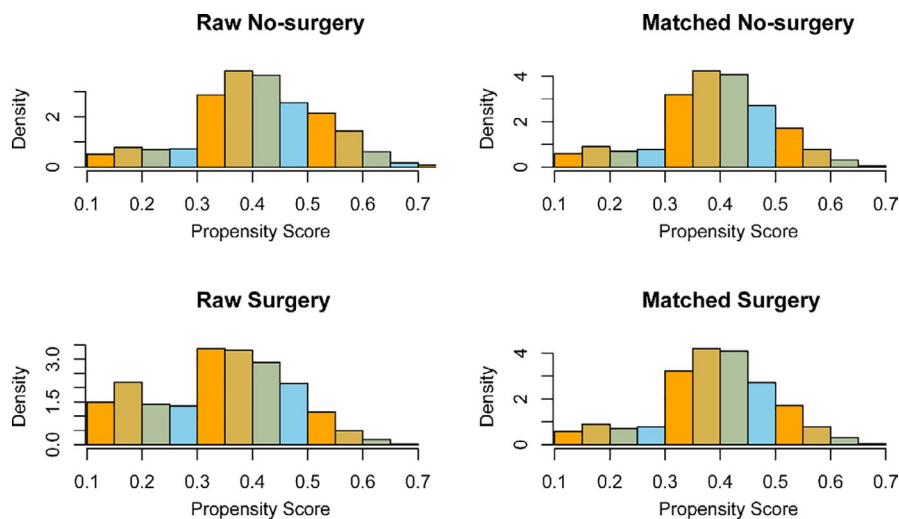 Raw No-surgery
Density
0 2
0.1 0.2 0.3 0.4 0.5 0.6 0.7
Propensity Score
Matched No-surgery
Density
0 2 4
0.1 0.2 0.3 0.4 0.5 0.6 0.7
Propensity Score
Raw Surgery
Density
0.0 1.5 3.0
0.1 0.2 0.3 0.4 0.5 0.6 0.7
Propensity Score
Matched Surgery
Density
0 2 4
0.1 0.2 0.3 0.4 0.5 0.6 0.7
Propensity Score